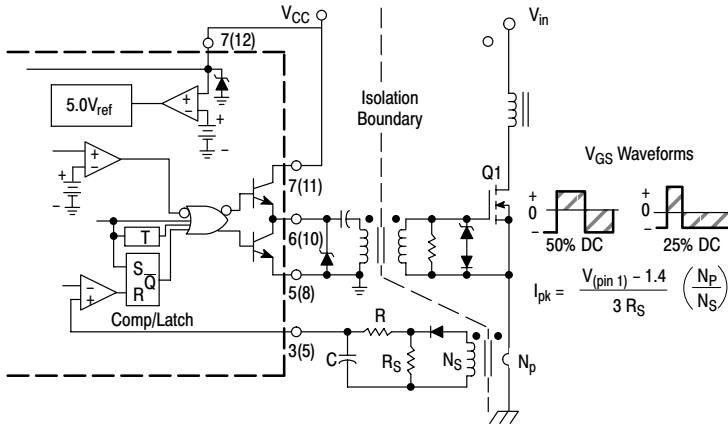 V_CC
V_in
7(12)
5.0V_ref
+
−
+
−
Isolation
Boundary
+
−
+
−
7(11)
Q1
V_GS Waveforms
+
0
−
+
0
−
50% DC
25% DC
6(10)
T
S
Q̅
R
5(8)
−
+
Comp/Latch
I_pk = V_(pin 1) − 1.4 / 3 R_S (N_P / N_S)
3(5)
R
C
R_S
N_S
N_p